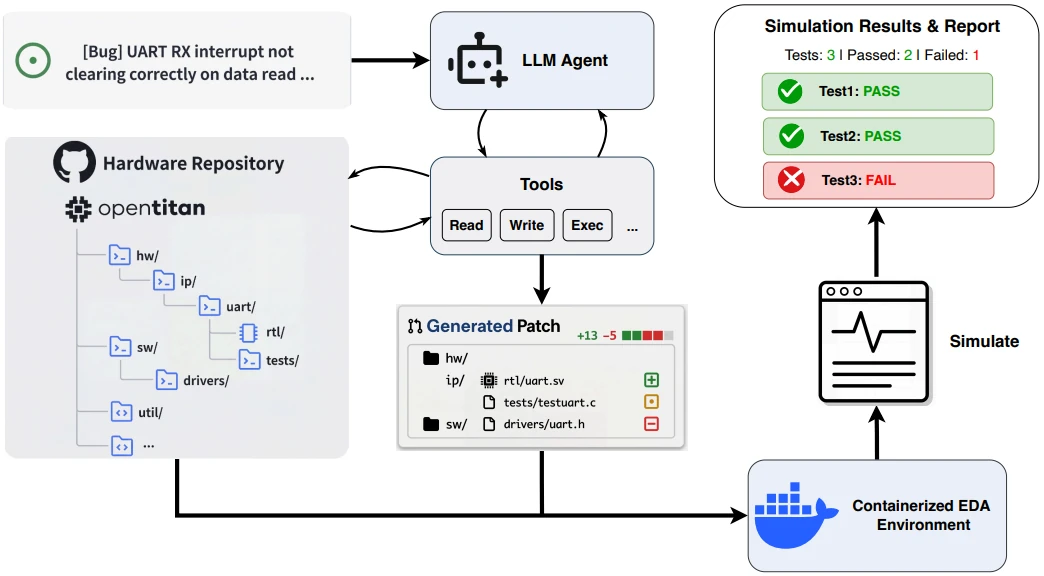 [Bug] UART RX interrupt not
clearing correctly on data read ...
LLM Agent
Hardware Repository
opentitan
hw/
ip/
uart/
rtl/
tests/
sw/
drivers/
util/
...
Tools
Read
Write
Exec
...
Generated Patch
+13 -5
hw/
ip/ rtl/uart.sv
tests/testuart.c
sw/ drivers/uart.h
Containerized EDA
Environment
Simulate
Simulation Results & Report
Tests: 3 | Passed: 2 | Failed: 1
Test1: PASS
Test2: PASS
Test3: FAIL